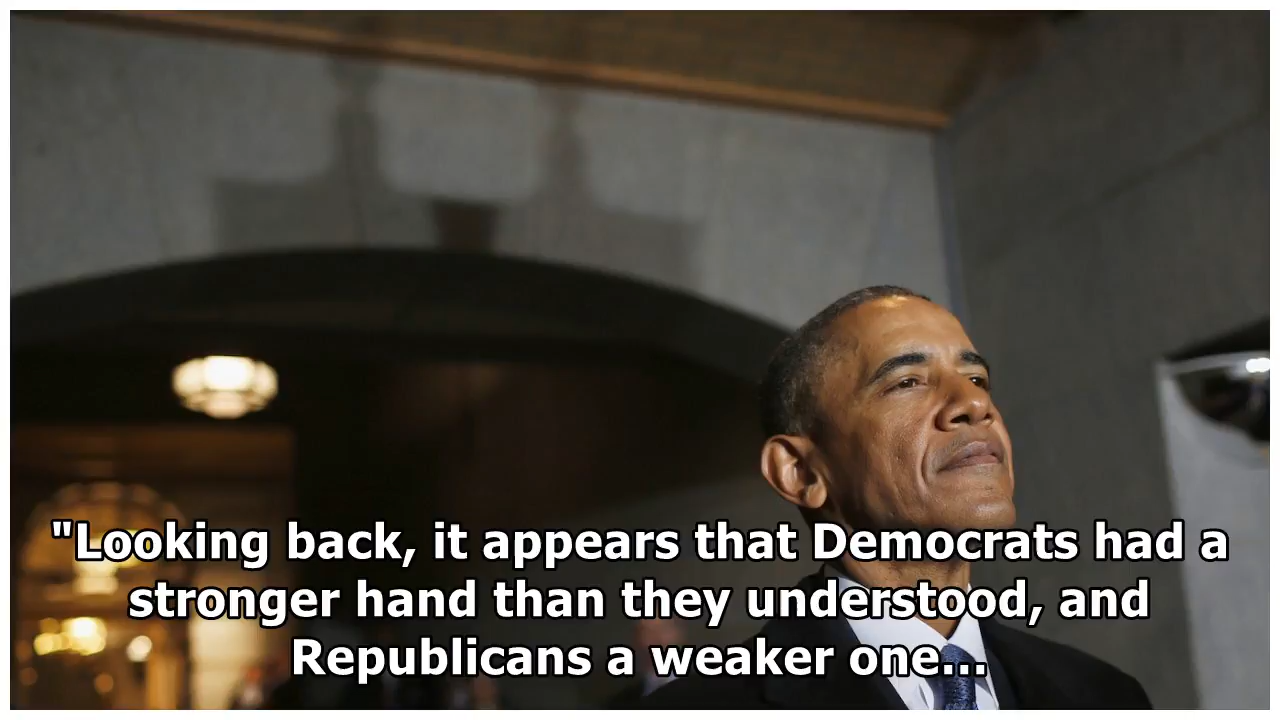 "Looking back, it appears that Democrats had a
stronger hand than they understood, and
Republicans a weaker one...